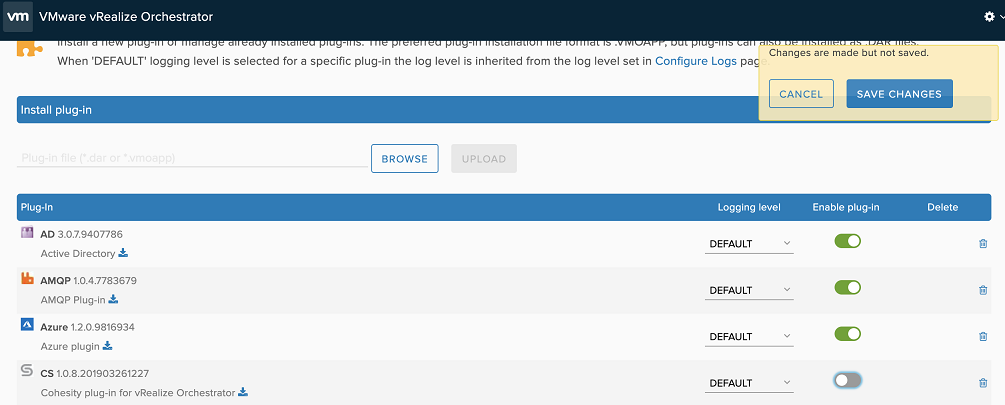 vm VMware vRealize Orchestrator
Install a new plug-in or manage already installed plug-ins. The preferred plug-in installation file format is .VMOAPP, but plug-ins can also be installed as .DAR files.
When 'DEFAULT' logging level is selected for a specific plug-in the log level is inherited from the log level set in Configure Logs page.
Changes are made but not saved.
CANCEL SAVE CHANGES
Install plug-in
Plug-in file (*.dar or *.vmoapp) BROWSE UPLOAD
Plug-In Logging level Enable plug-in Delete
AD 3.0.7.9407786
Active Directory
DEFAULT
AMQP 1.0.4.7783679
AMQP Plug-in
DEFAULT
Azure 1.2.0.9816934
Azure plugin
DEFAULT
CS 1.0.8.201903261227
Cohesity plug-in for vRealize Orchestrator
DEFAULT